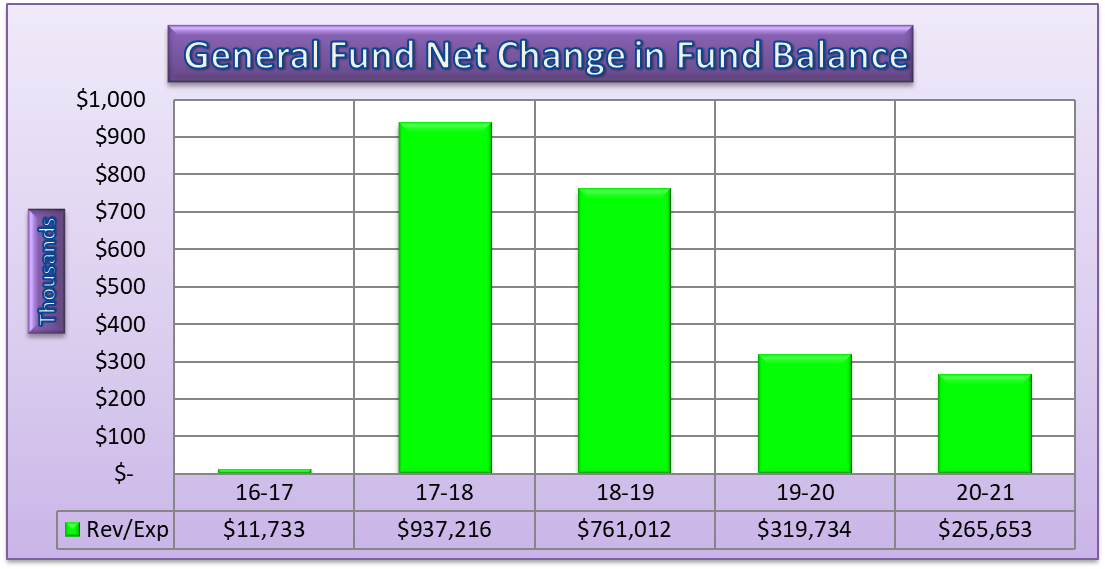 General Fund Net Change in Fund Balance
Thousands
$1,000
$900
$800
$700
$600
$500
$400
$300
$200
$100
$-
16-17 17-18 18-19 19-20 20-21
Rev/Exp $11,733 $937,216 $761,012 $319,734 $265,653